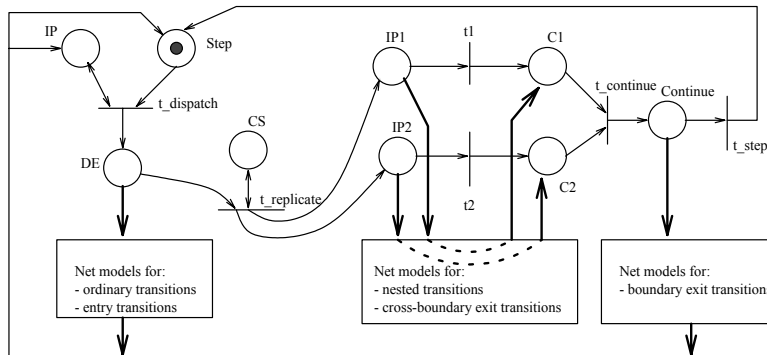 IP
Step
IP1
t1
C1
t_continue
Continue
t_dispatch
CS
IP2
t_step
DE
t_replicate
t2
C2
Net models for:
- ordinary transitions
- entry transitions
Net models for:
- nested transitions
- cross-boundary exit transitions
Net models for:
- boundary exit transitions